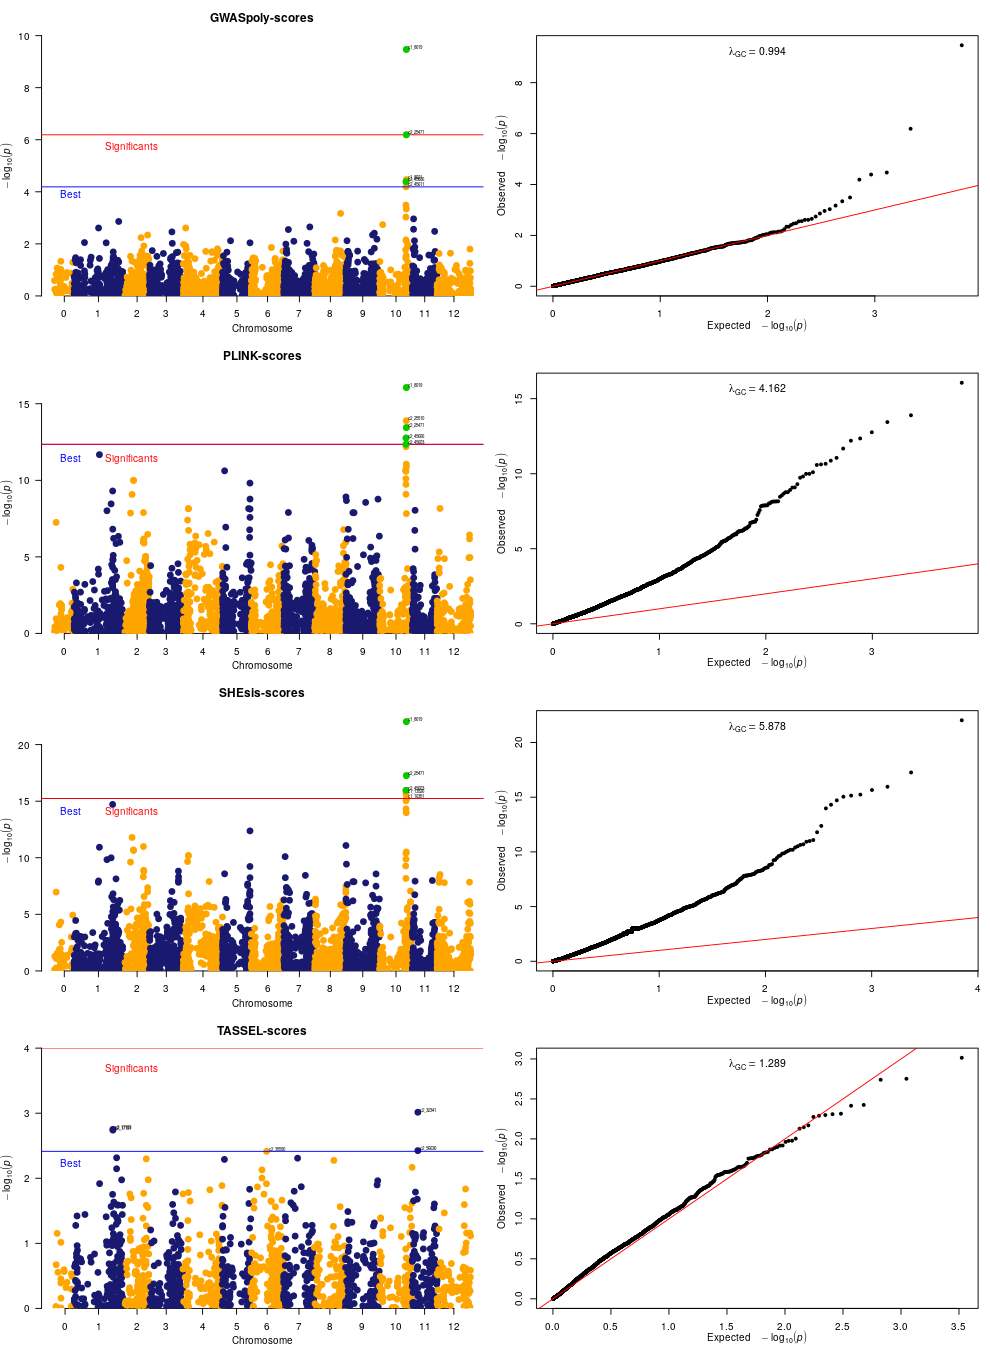 GWASpoly-scores
10
8
6
4
2
0
−log10(p)
Significants
Best
c1_8019
c2_25471
0 1 2 3 4 5 6 7 8 9 10 11 12
Chromosome
λGC = 0.994
8
6
4
2
0
Observed −log10(p)
0 1 2 3
Expected −log10(p)
PLINK-scores
15
10
5
0
−log10(p)
Best
Significants
c1_8019
c2_25471
0 1 2 3 4 5 6 7 8 9 10 11 12
Chromosome
λGC = 4.162
15
10
5
0
Observed −log10(p)
0 1 2 3
Expected −log10(p)
SHEsis-scores
20
15
10
5
0
−log10(p)
Best
Significants
c1_8019
c2_25471
0 1 2 3 4 5 6 7 8 9 10 11 12
Chromosome
λGC = 5.878
20
15
10
5
0
Observed −log10(p)
0 1 2 3 4
Expected −log10(p)
TASSEL-scores
4
3
2
1
0
−log10(p)
Significants
Best
0 1 2 3 4 5 6 7 8 9 10 11 12
Chromosome
λGC = 1.289
3.0
2.5
2.0
1.5
1.0
0.5
0.0
Observed −log10(p)
0.0 0.5 1.0 1.5 2.0 2.5 3.0 3.5
Expected −log10(p)